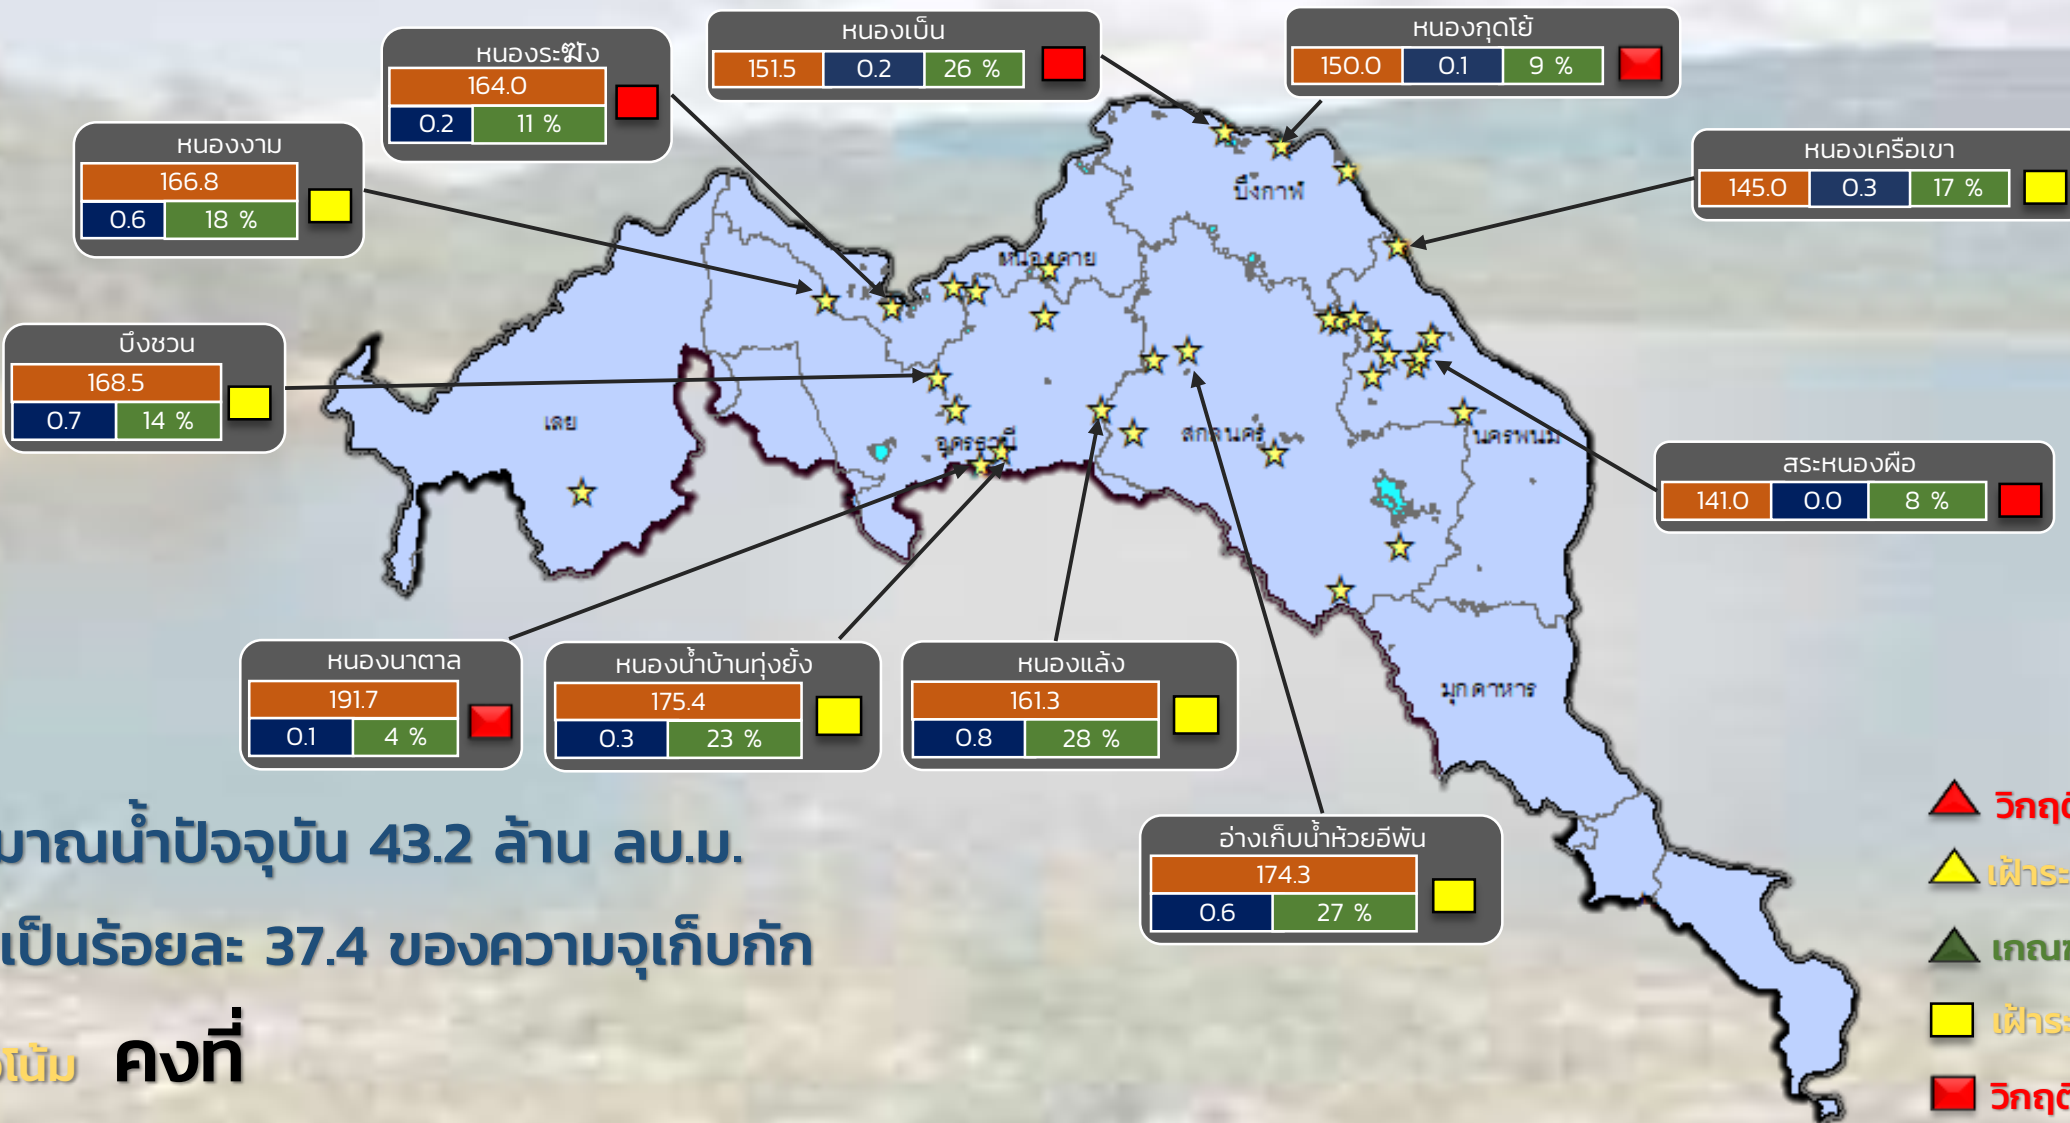 หนองระฆัง
164.0
0.2 11 %
หนองเบ็น
151.5 0.2 26 %
หนองกุดโย้
150.0 0.1 9 %
หนองงาม
166.8
0.6 18 %
หนองเครือเขา
145.0 0.3 17 %
บึงชวน
168.5
0.7 14 %
สระหนองผือ
141.0 0.0 8 %
บึงกาฬ
หนองคาย
เลย
อุดรธานี
สกลนคร
นครพนม
มุกดาหาร
หนองนาตาล
191.7
0.1 4 %
หนองน้ำบ้านทุ่งยั้ง
175.4
0.3 23 %
หนองแล้ง
161.3
0.8 28 %
อ่างเก็บน้ำห้วยอีพัน
174.3
0.6 27 %
มาณน้ำปัจจุบัน 43.2 ล้าน ลบ.ม.
เป็นร้อยละ 37.4 ของความจุเก็บกัก
โน้ม คงที่
วิกฤติ
เฝ้าระ
เกณฑ
เฝ้าระ
วิกฤติ